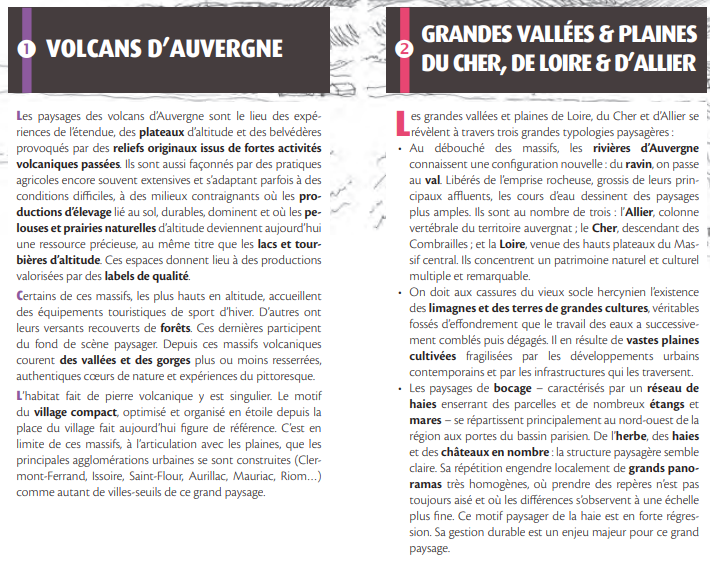 1 VOLCANS D’AUVERGNE
Les paysages des volcans d’Auvergne sont le lieu des expé-
riences de l’étendue, des plateaux d’altitude et des belvédères
provoqués par des reliefs originaux issus de fortes activités
volcaniques passées. Ils sont aussi façonnés par des pratiques
agricoles encore souvent extensives et s’adaptant parfois à des
conditions difficiles, à des milieux contraignants où les pro-
ductions d’élevage lié au sol, durables, dominent et où les pe-
louses et prairies naturelles d’altitude deviennent aujourd’hui
une ressource précieuse, au même titre que les lacs et tour-
bières d’altitude. Ces espaces donnent lieu à des productions
valorisées par des labels de qualité.
Certains de ces massifs, les plus hauts en altitude, accueillent
des équipements touristiques de sport d’hiver. D’autres ont
leurs versants recouverts de forêts. Ces dernières participent
du fond de scène paysager. Depuis ces massifs volcaniques
courent des vallées et des gorges plus ou moins resserrées,
authentiques cœurs de nature et expériences du pittoresque.
L’habitat fait de pierre volcanique y est singulier. Le motif
du village compact, optimisé et organisé en étoile depuis la
place du village fait aujourd’hui figure de référence. C’est en
limite de ces massifs, à l’articulation avec les plaines, que les
principales agglomérations urbaines se sont construites (Cler-
mont-Ferrand, Issoire, Saint-Flour, Aurillac, Mauriac, Riom…)
comme autant de villes-seuils de ce grand paysage.
2 GRANDES VALLÉES & PLAINES
DU CHER, DE LOIRE & D’ALLIER
Les grandes vallées et plaines de Loire, du Cher et d’Allier se
révèlent à travers trois grandes typologies paysagères :
• Au débouché des massifs, les rivières d’Auvergne
connaissent une configuration nouvelle : du ravin, on passe
au val. Libérés de l’emprise rocheuse, grossis de leurs prin-
cipaux affluents, les cours d’eau dessinent des paysages
plus amples. Ils sont au nombre de trois : l’Allier, colonne
vertébrale du territoire auvergnat ; le Cher, descendant des
Combrailles ; et la Loire, venue des hauts plateaux du Mas-
sif central. Ils concentrent un patrimoine naturel et culturel
multiple et remarquable.
• On doit aux cassures du vieux socle hercynien l’existence
des limagnes et des terres de grandes cultures, véritables
fossés d’effondrement que le travail des eaux a successive-
ment comblés puis dégagés. Il en résulte de vastes plaines
cultivées fragilisées par les développements urbains
contemporains et par les infrastructures qui les traversent.
• Les paysages de bocage – caractérisés par un réseau de
haies enserrant des parcelles et de nombreux étangs et
mares – se répartissent principalement au nord-ouest de la
région aux portes du bassin parisien. De l’herbe, des haies
et des châteaux en nombre : la structure paysagère semble
claire. Sa répétition engendre localement de grands pano-
ramas très homogènes, où prendre des repères n’est pas
toujours aisé et où les différences s’observent à une échelle
plus fine. Ce motif paysager de la haie est en forte régres-
sion. Sa gestion durable est un enjeu majeur pour ce grand
paysage.